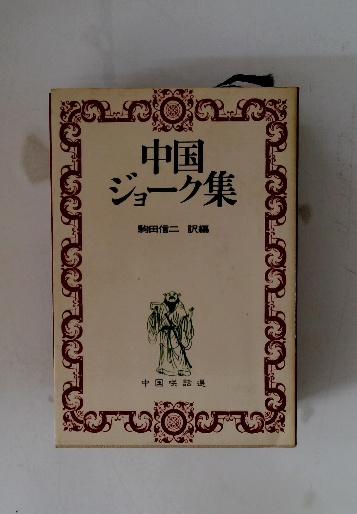 中国
ジョーク集
駒田信二 訳編
中国笑話選